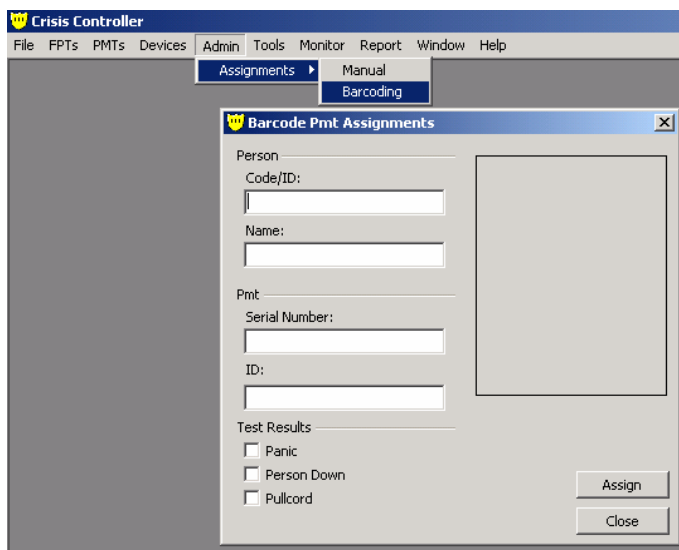 Crisis Controller
File FPTs PMTs Devices Admin Tools Monitor Report Window Help
Assignments Manual
Barcoding
Barcode Pmt Assignments
Person
Code/ID:
Name:
Pmt
Serial Number:
ID:
Test Results
Panic
Person Down
Pullcord
Assign
Close